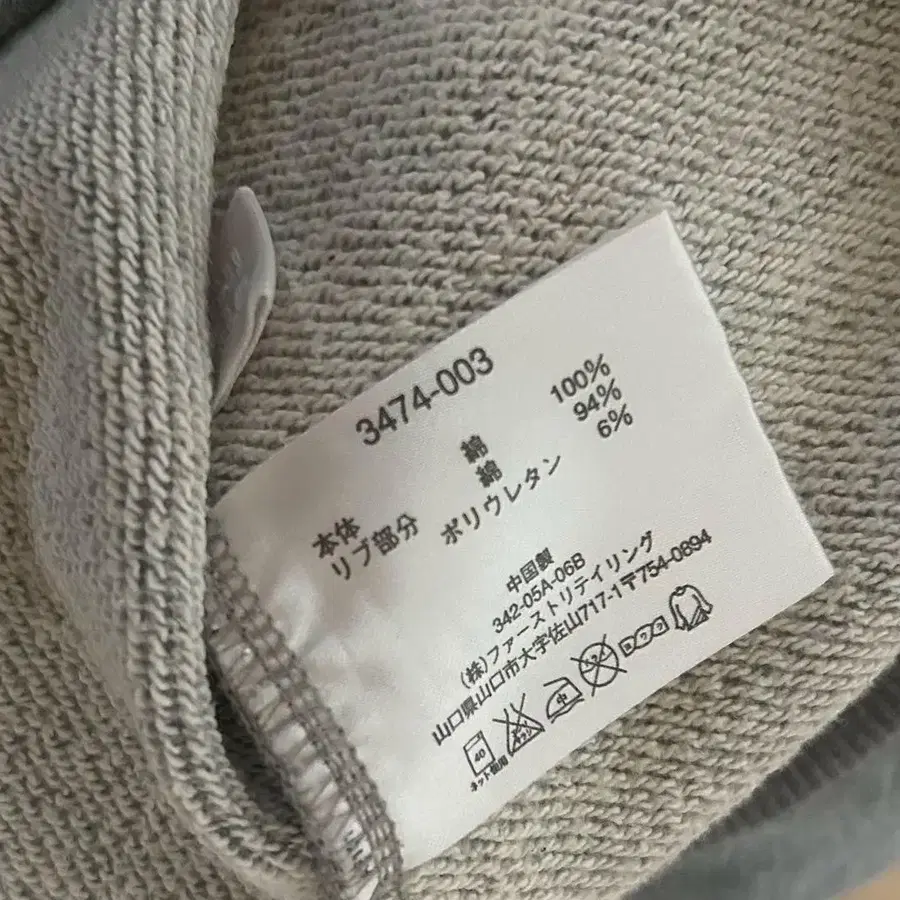 3474-003
本体 綿 100%
リブ部分 綿 94%
ポリウレタン 6%
中国製
342-05A-06B
(株)ファーストリテイリング
山口県山口市大字佐山717-1〒754-0894
40
ネット使用
中